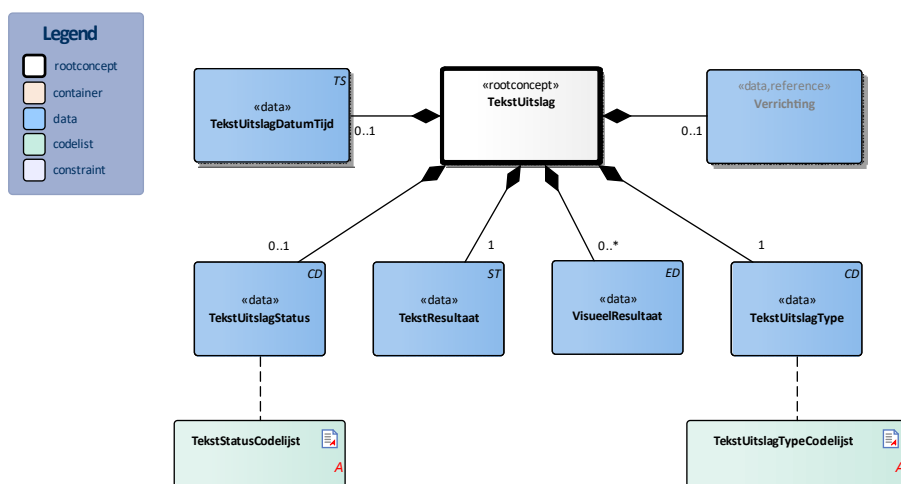 Legend
rootconcept
container
data
codelist
constraint
TS
«data»
TekstUitslagDatumTijd
0..1
«rootconcept»
TekstUitslag
«data,reference»
Verrichting
0..1
0..1
1
0..*
1
CD
«data»
TekstUitslagStatus
ST
«data»
TekstResultaat
ED
«data»
VisueelResultaat
CD
«data»
TekstUitslagType
TekstStatusCodelijst
A
TekstUitslagTypeCodelijst
A